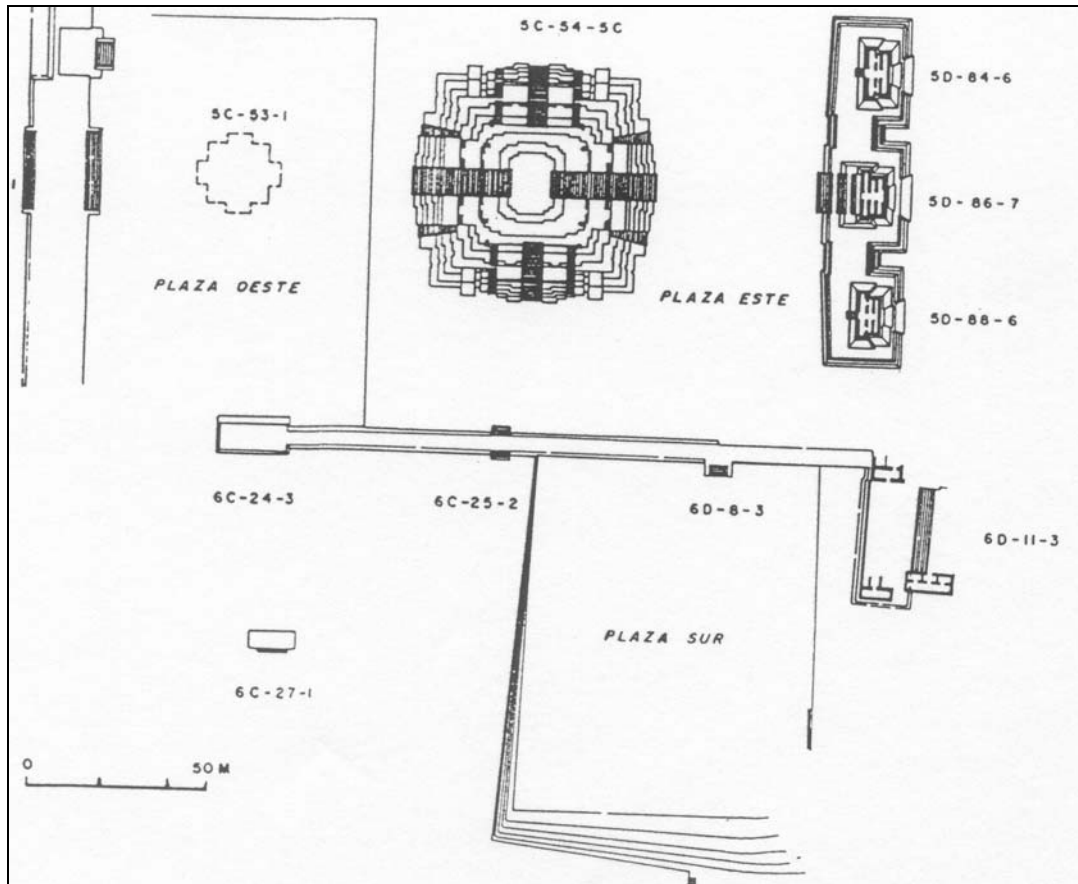 5C-54-5C
5D-84-6
5C-53-1
5D-86-7
PLAZA OESTE
PLAZA ESTE
5D-88-6
6C-24-3
6C-25-2
6D-8-3
6D-11-3
PLAZA SUR
6C-27-1
0 50 M